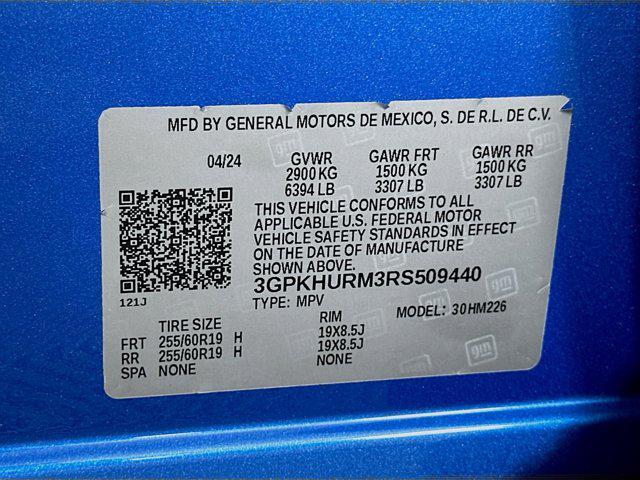 MFD BY GENERAL MOTORS DE MEXICO, S. DE R.L. DE C.V.
04/24 GVWR GAWR FRT GAWR RR
2900 KG 1500 KG 1500 KG
6394 LB 3307 LB 3307 LB
THIS VEHICLE CONFORMS TO ALL
APPLICABLE U.S. FEDERAL MOTOR
VEHICLE SAFETY STANDARDS IN EFFECT
ON THE DATE OF MANUFACTURE
SHOWN ABOVE.
3GPKHURM3RS509440
121J
TYPE: MPV MODEL: 30HM226
TIRE SIZE RIM
FRT 255/60R19 H 19X8.5J
RR 255/60R19 H 19X8.5J
SPA NONE NONE
gm
gm
gm